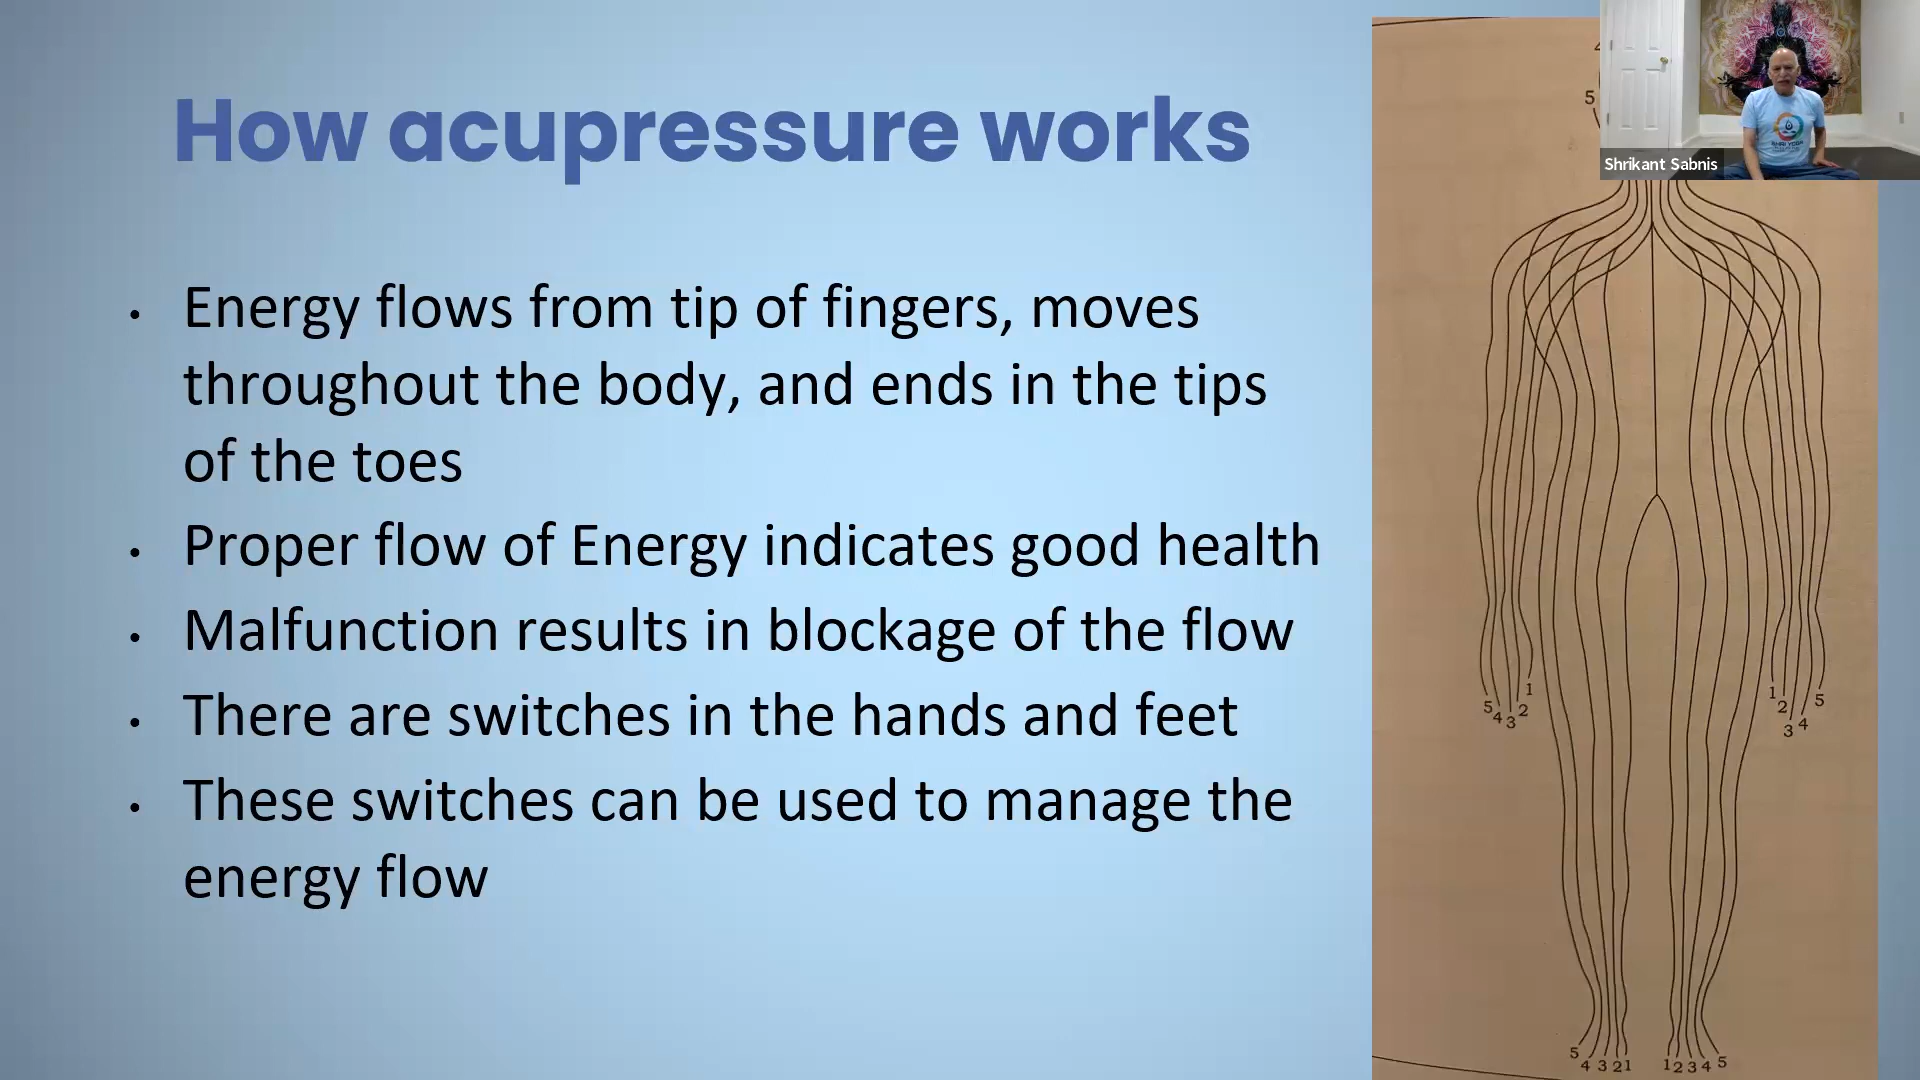 How acupressure works
• Energy flows from tip of fingers, moves
throughout the body, and ends in the tips
of the toes
• Proper flow of Energy indicates good health
• Malfunction results in blockage of the flow
• There are switches in the hands and feet
• These switches can be used to manage the
energy flow
Shrikant Sabnis
5
5 4 3 2 1
1 2 3 4 5
5 4 3 2 1
1 2 3 4 5